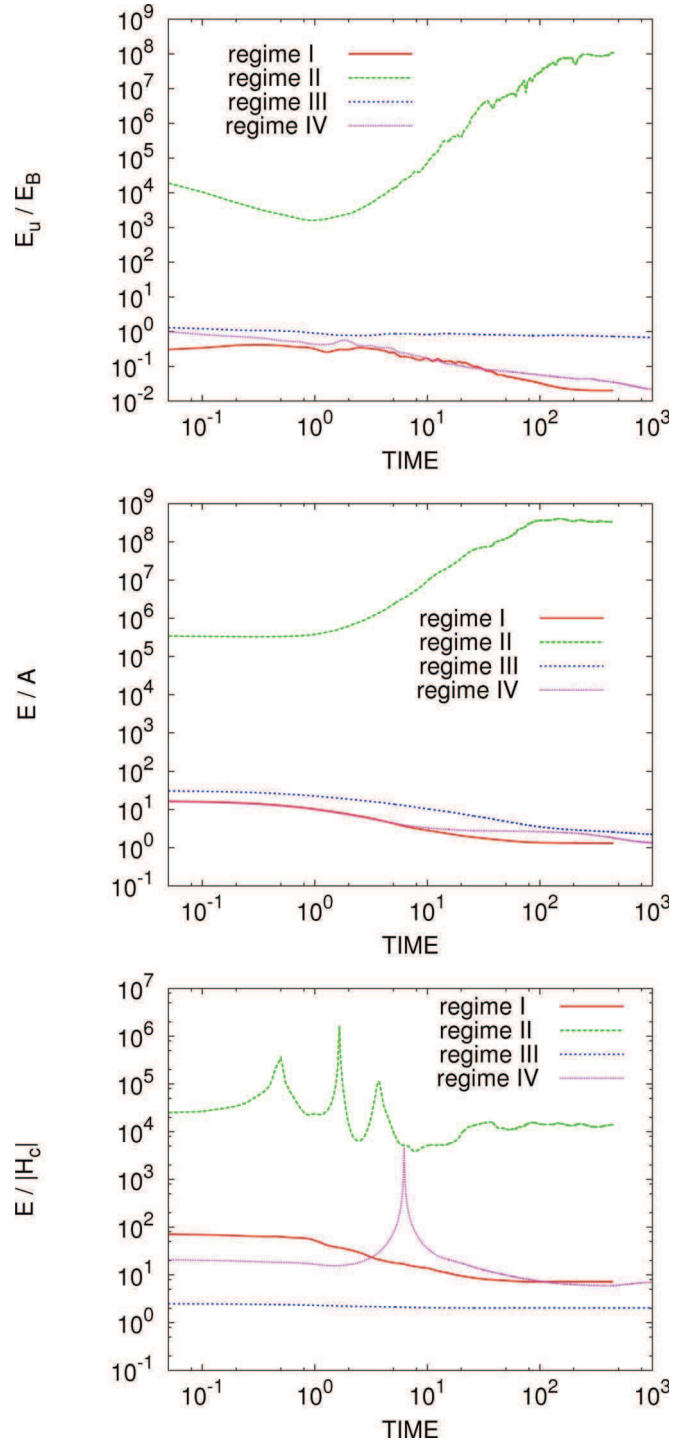 E_u / E_B
10^9
10^8
10^7
10^6
10^5
10^4
10^3
10^2
10^1
10^0
10^-1
10^-2
regime I
regime II
regime III
regime IV
10^-1 10^0 10^1 10^2 10^3
TIME
E / A
10^9
10^8
10^7
10^6
10^5
10^4
10^3
10^2
10^1
10^0
10^-1
regime I
regime II
regime III
regime IV
10^-1 10^0 10^1 10^2 10^3
TIME
E / |H_c|
10^7
10^6
10^5
10^4
10^3
10^2
10^1
10^0
10^-1
regime I
regime II
regime III
regime IV
10^-1 10^0 10^1 10^2 10^3
TIME